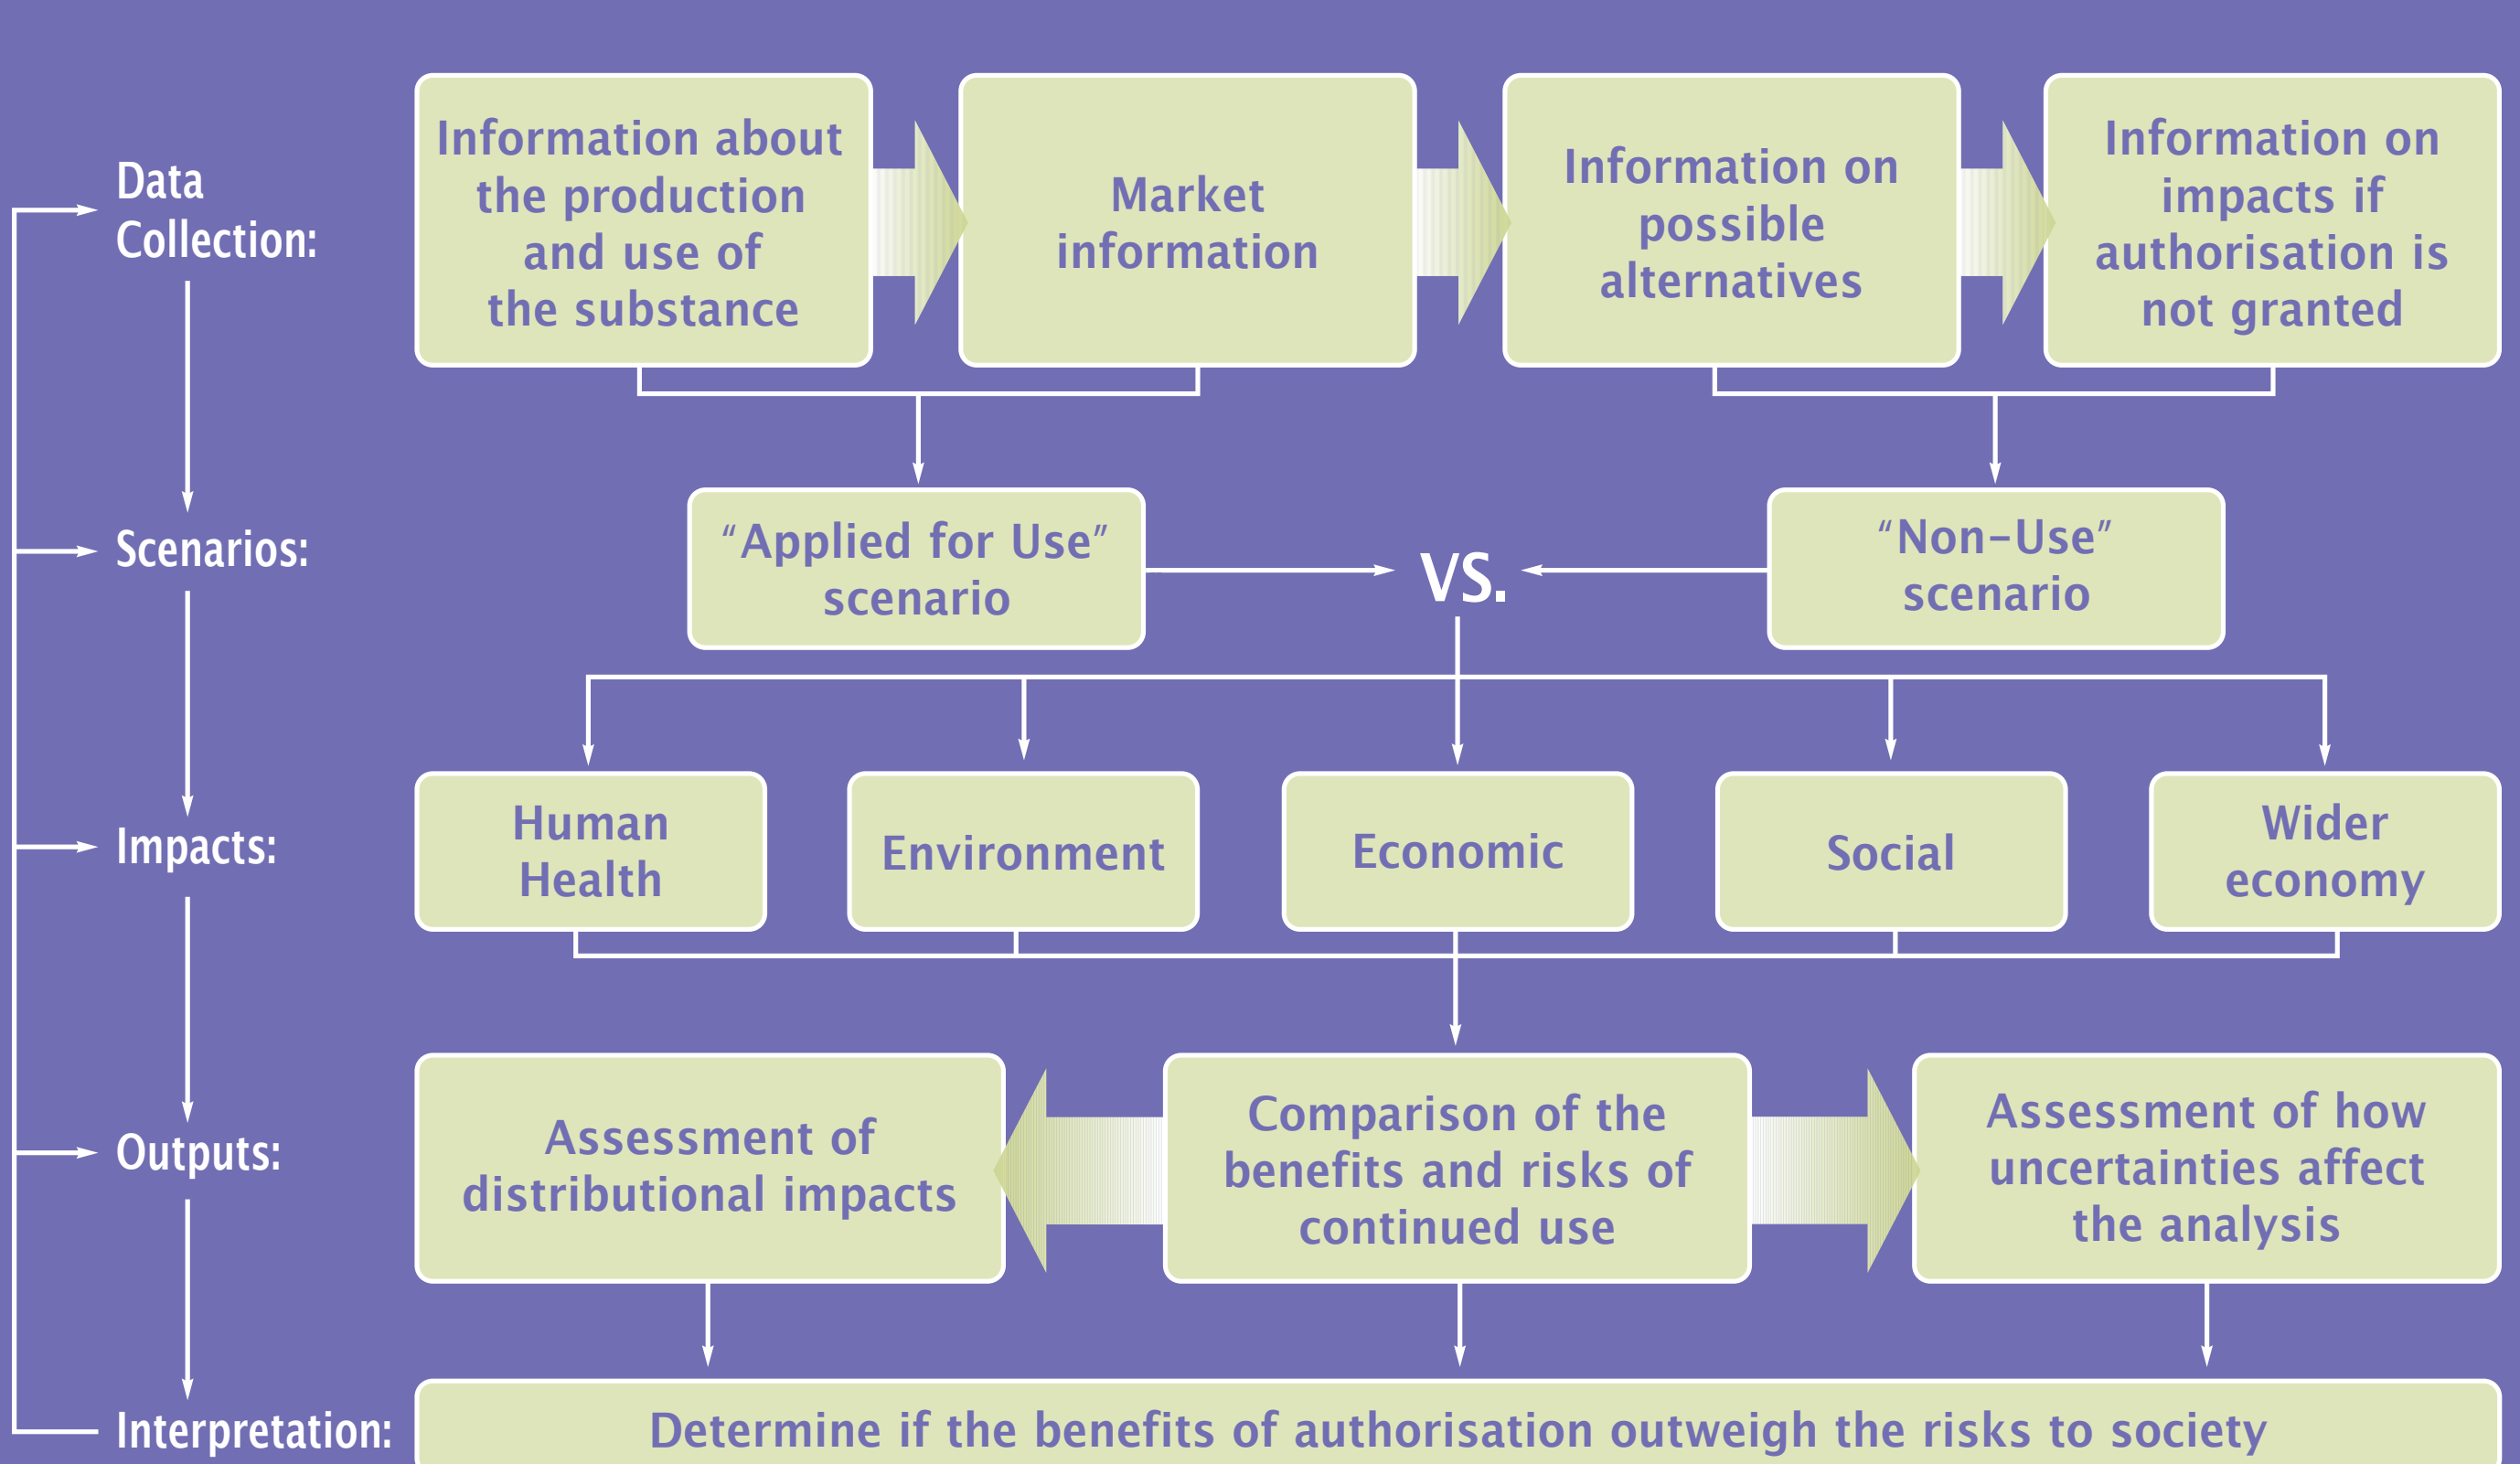 Data
Collection:
Information about
the production
and use of
the substance
Market
information
Information on
possible
alternatives
Information on
impacts if
authorisation is
not granted
Scenarios:
“Applied for Use”
scenario
VS.
“Non-Use”
scenario
Impacts:
Human
Health
Environment
Economic
Social
Wider
economy
Outputs:
Assessment of
distributional impacts
Comparison of the
benefits and risks of
continued use
Assessment of how
uncertainties affect
the analysis
Interpretation:
Determine if the benefits of authorisation outweigh the risks to society